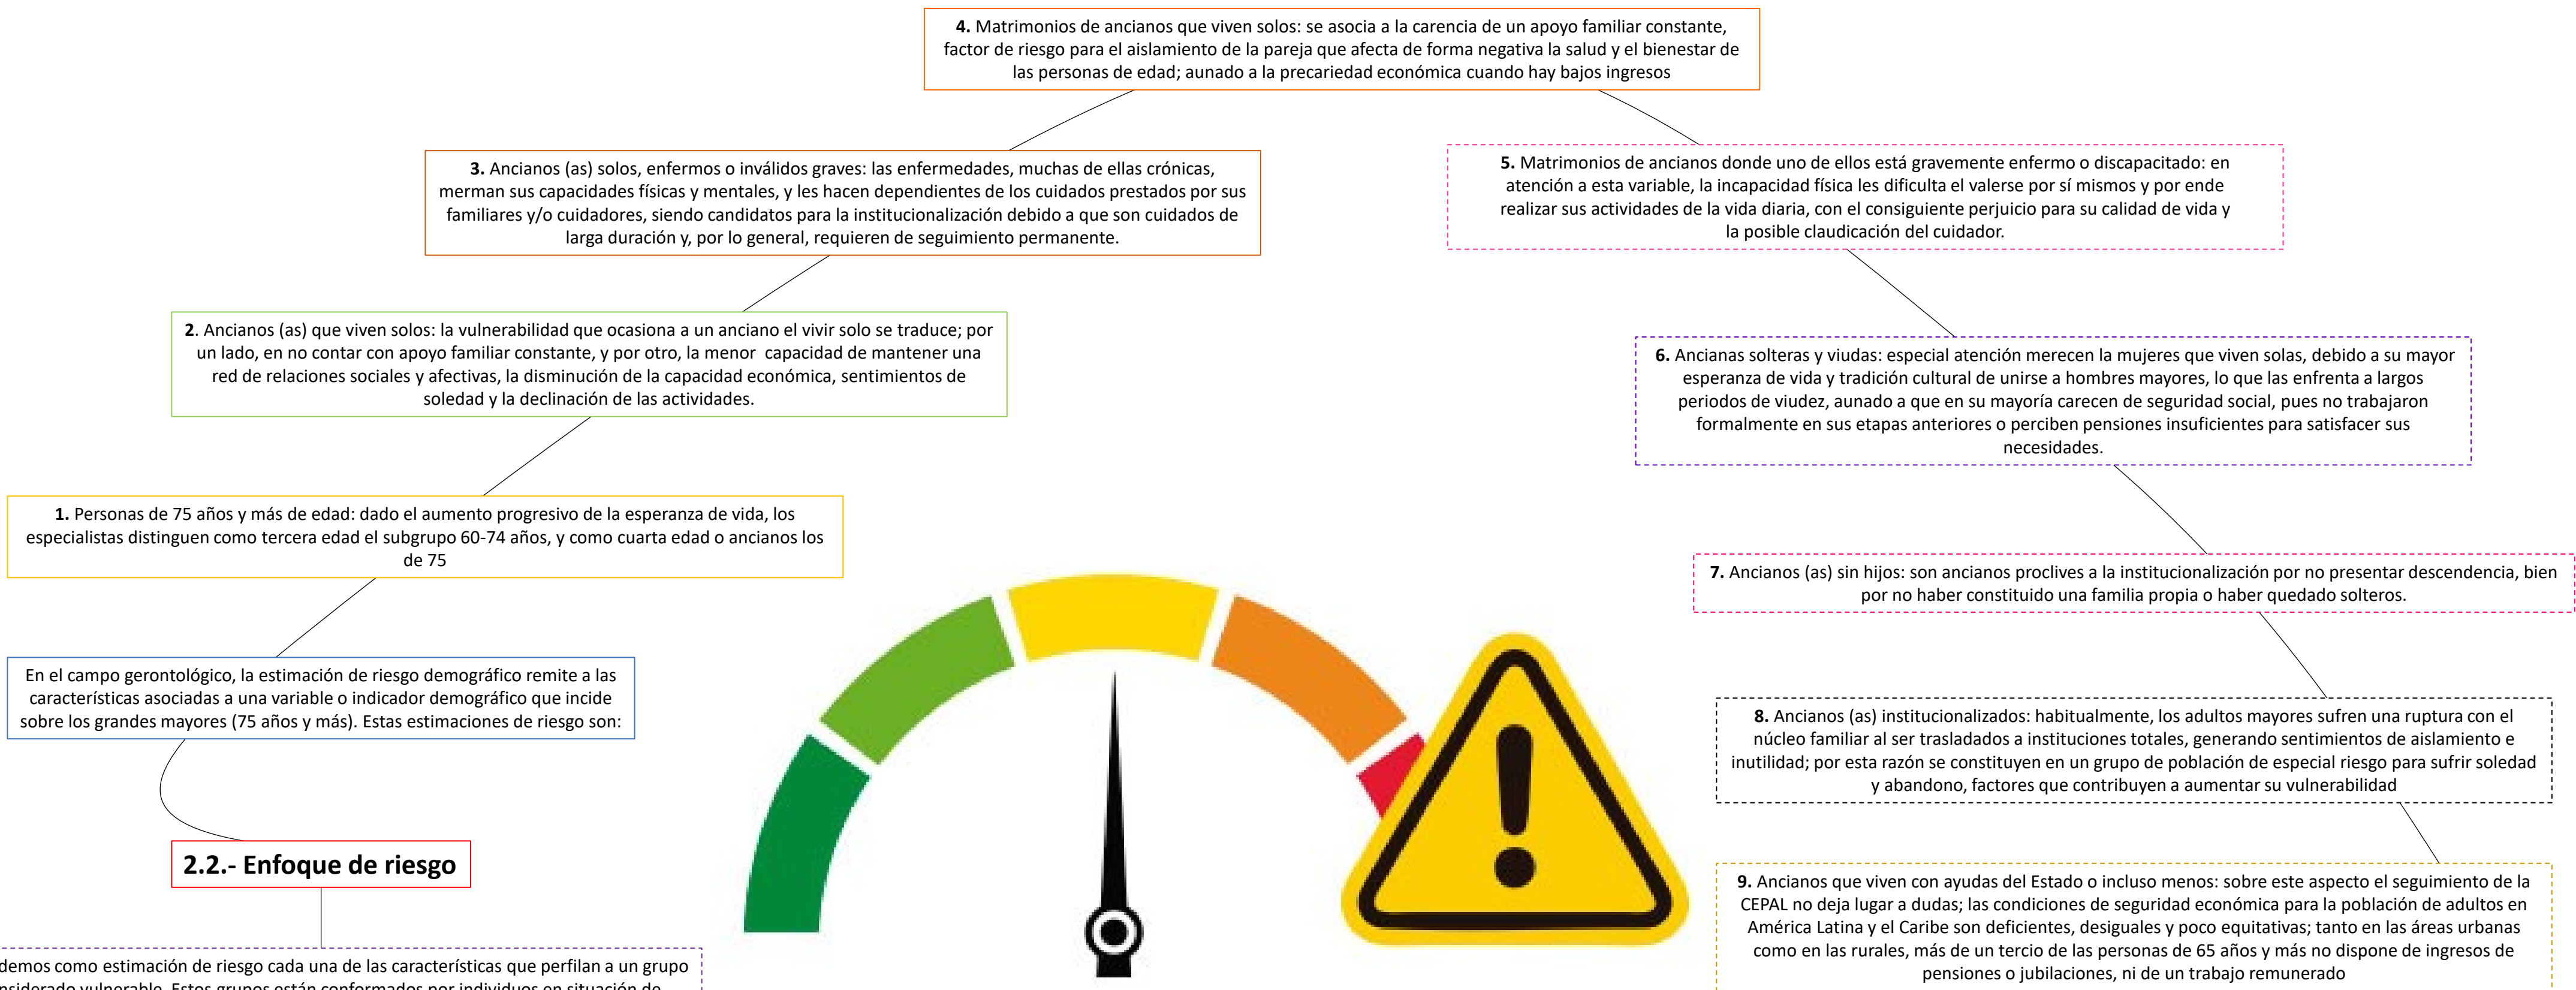 4. Matrimonios de ancianos que viven solos: se asocia a la carencia de un apoyo familiar constante,
factor de riesgo para el aislamiento de la pareja que afecta de forma negativa la salud y el bienestar de
las personas de edad; aunado a la precariedad económica cuando hay bajos ingresos
3. Ancianos (as) solos, enfermos o inválidos graves: las enfermedades, muchas de ellas crónicas,
merman sus capacidades físicas y mentales, y les hacen dependientes de los cuidados prestados por sus
familiares y/o cuidadores, siendo candidatos para la institucionalización debido a que son cuidados de
larga duración y, por lo general, requieren de seguimiento permanente.
5. Matrimonios de ancianos donde uno de ellos está gravemente enfermo o discapacitado: en
atención a esta variable, la incapacidad física les dificulta el valerse por sí mismos y por ende
realizar sus actividades de la vida diaria, con el consiguiente perjuicio para su calidad de vida y
la posible claudicación del cuidador.
2. Ancianos (as) que viven solos: la vulnerabilidad que ocasiona a un anciano el vivir solo se traduce; por
un lado, en no contar con apoyo familiar constante, y por otro, la menor capacidad de mantener una
red de relaciones sociales y afectivas, la disminución de la capacidad económica, sentimientos de
soledad y la declinación de las actividades.
6. Ancianas solteras y viudas: especial atención merecen la mujeres que viven solas, debido a su mayor
esperanza de vida y tradición cultural de unirse a hombres mayores, lo que las enfrenta a largos
periodos de viudez, aunado a que en su mayoría carecen de seguridad social, pues no trabajaron
formalmente en sus etapas anteriores o perciben pensiones insuficientes para satisfacer sus
necesidades.
1. Personas de 75 años y más de edad: dado el aumento progresivo de la esperanza de vida, los
especialistas distinguen como tercera edad el subgrupo 60-74 años, y como cuarta edad o ancianos los
de 75
7. Ancianos (as) sin hijos: son ancianos proclives a la institucionalización por no presentar descendencia, bien
por no haber constituido una familia propia o haber quedado solteros.
En el campo gerontológico, la estimación de riesgo demográfico remite a las
características asociadas a una variable o indicador demográfico que incide
sobre los grandes mayores (75 años y más). Estas estimaciones de riesgo son:
8. Ancianos (as) institucionalizados: habitualmente, los adultos mayores sufren una ruptura con el
núcleo familiar al ser trasladados a instituciones totales, generando sentimientos de aislamiento e
inutilidad; por esta razón se constituyen en un grupo de población de especial riesgo para sufrir soledad
y abandono, factores que contribuyen a aumentar su vulnerabilidad
2.2.- Enfoque de riesgo
9. Ancianos que viven con ayudas del Estado o incluso menos: sobre este aspecto el seguimiento de la
CEPAL no deja lugar a dudas; las condiciones de seguridad económica para la población de adultos en
América Latina y el Caribe son deficientes, desiguales y poco equitativas; tanto en las áreas urbanas
como en las rurales, más de un tercio de las personas de 65 años y más no dispone de ingresos de
pensiones o jubilaciones, ni de un trabajo remunerado
demos como estimación de riesgo cada una de las características que perfilan a un grupo
nsiderado vulnerable. Estos grupos están conformados por individuos en situación de